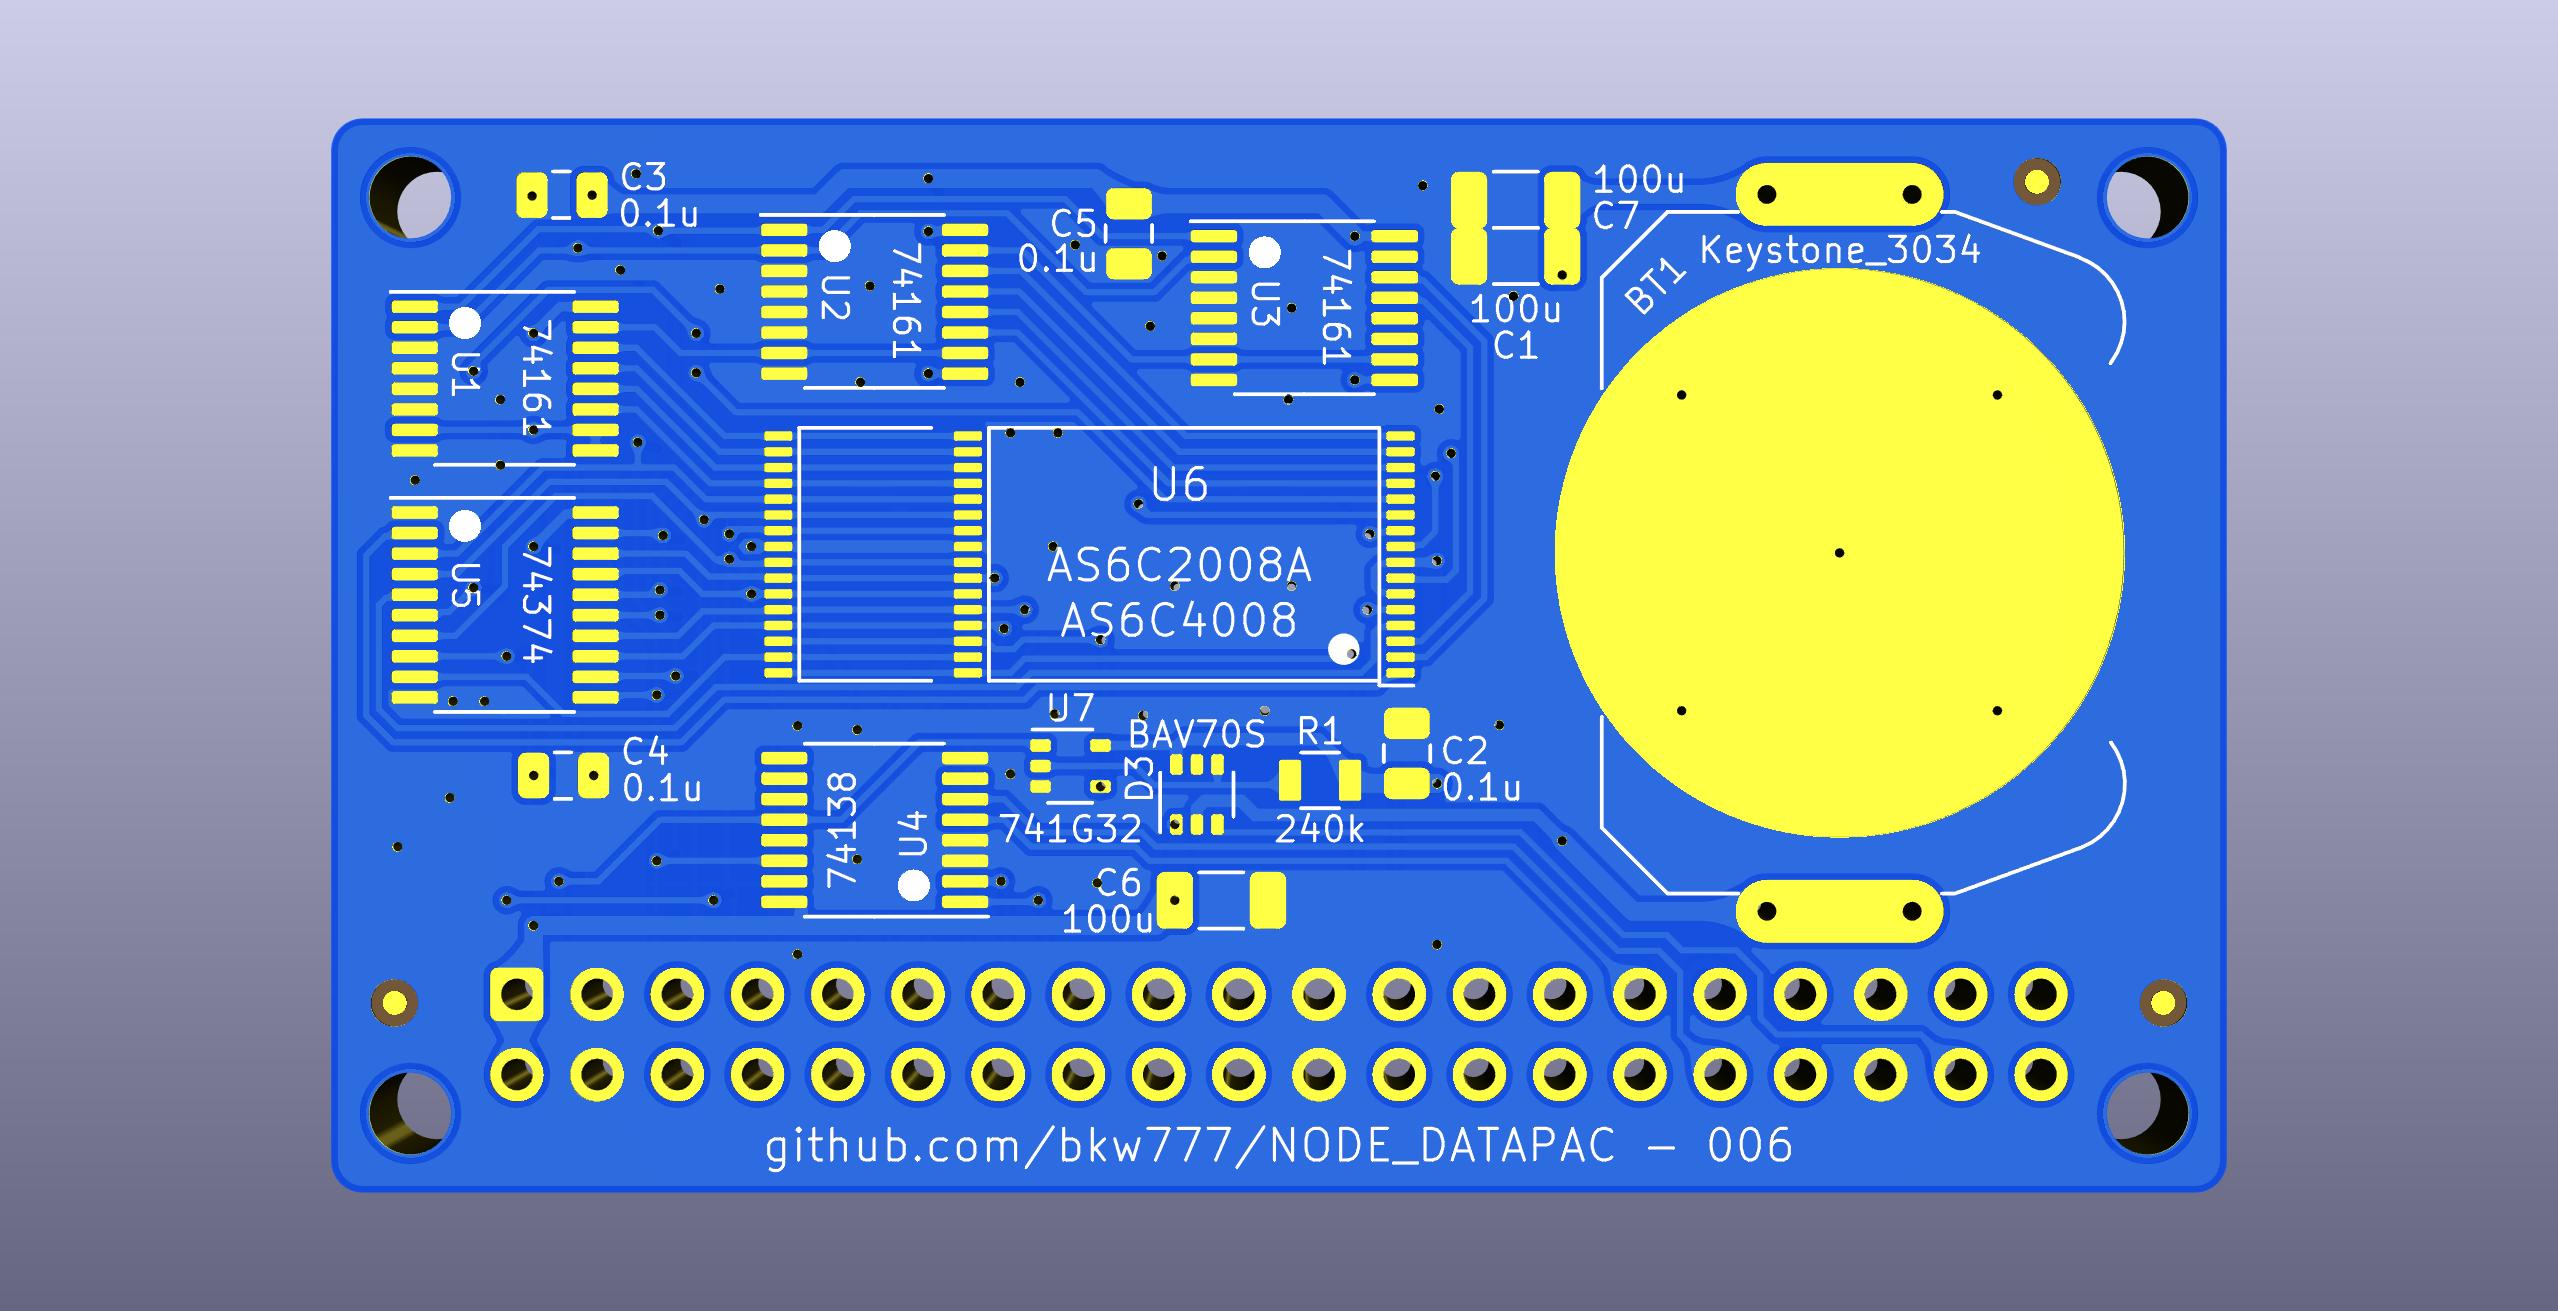 C3
0.1u
U2
74161
C5
0.1u
U3
74161
100u
C7
100u
C1
Keystone_3034
BT1
U1
74161
U5
74374
U6
AS6C2008A
AS6C4008
U7
741G32
BAV70S
D3
R1
240k
C2
0.1u
C4
0.1u
74138
U4
C6
100u
github.com/bkw777/NODE_DATAPAC - 006